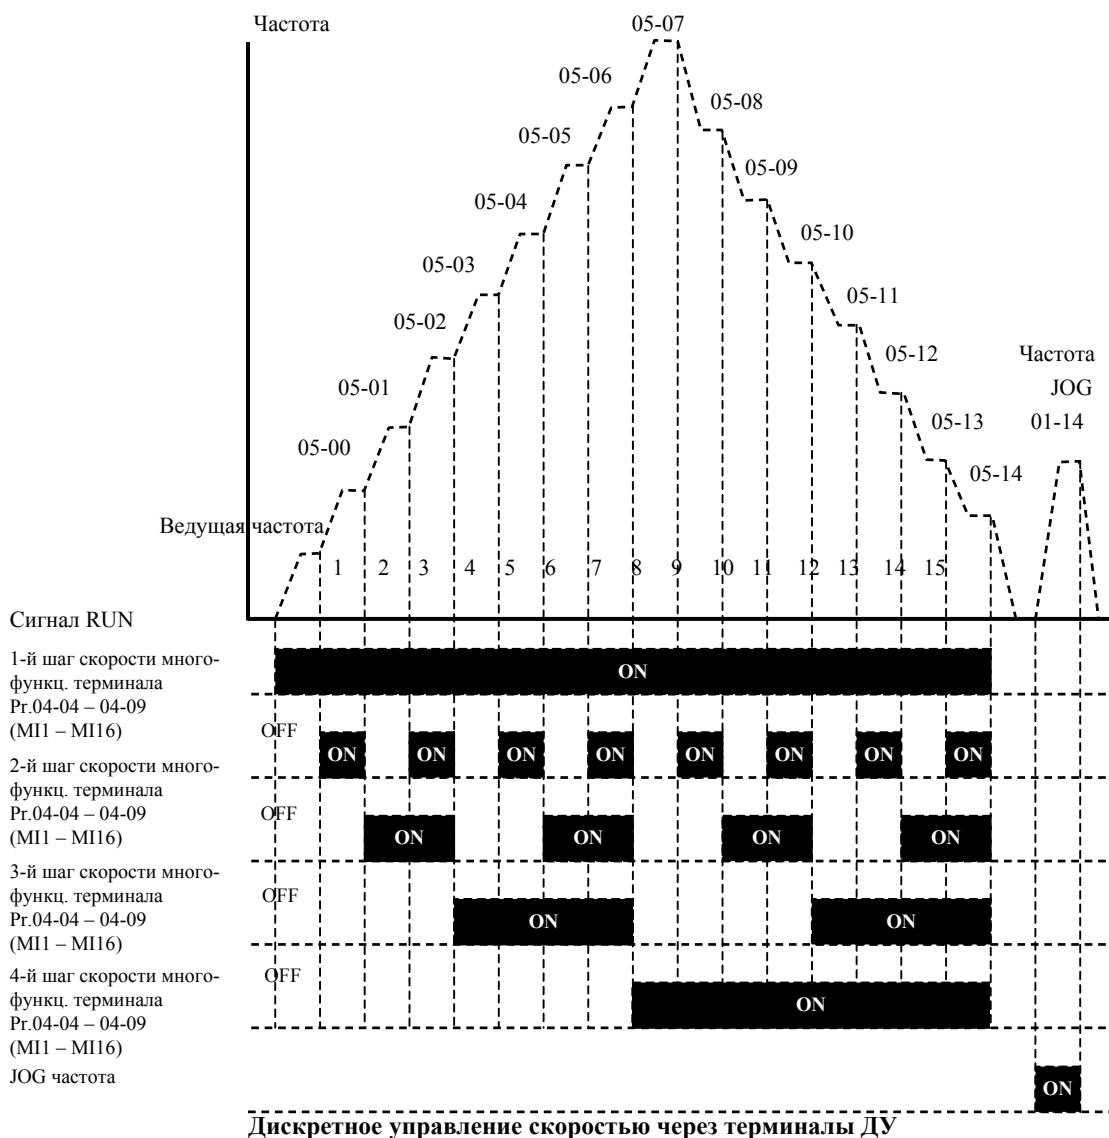 Частота
05-07
05-06
05-08
05-05
05-09
05-04
05-10
05-03
05-11
05-02
05-12
Частота
JOG
01-14
05-01
05-13
05-00
05-14
Ведущая частота
1 2 3 4 5 6 7 8 9 10 11 12 13 14 15
Сигнал RUN
ON
1-й шаг скорости много-
функц. терминала
Pr.04-04 – 04-09
(MI1 – MI16)
OFF
ON ON ON ON ON ON ON ON
2-й шаг скорости много-
функц. терминала
Pr.04-04 – 04-09
(MI1 – MI16)
OFF
ON ON ON ON
3-й шаг скорости много-
функц. терминала
Pr.04-04 – 04-09
(MI1 – MI16)
OFF
ON ON
4-й шаг скорости много-
функц. терминала
Pr.04-04 – 04-09
(MI1 – MI16)
OFF
ON
JOG частота
ON
Дискретное управление скоростью через терминалы ДУ